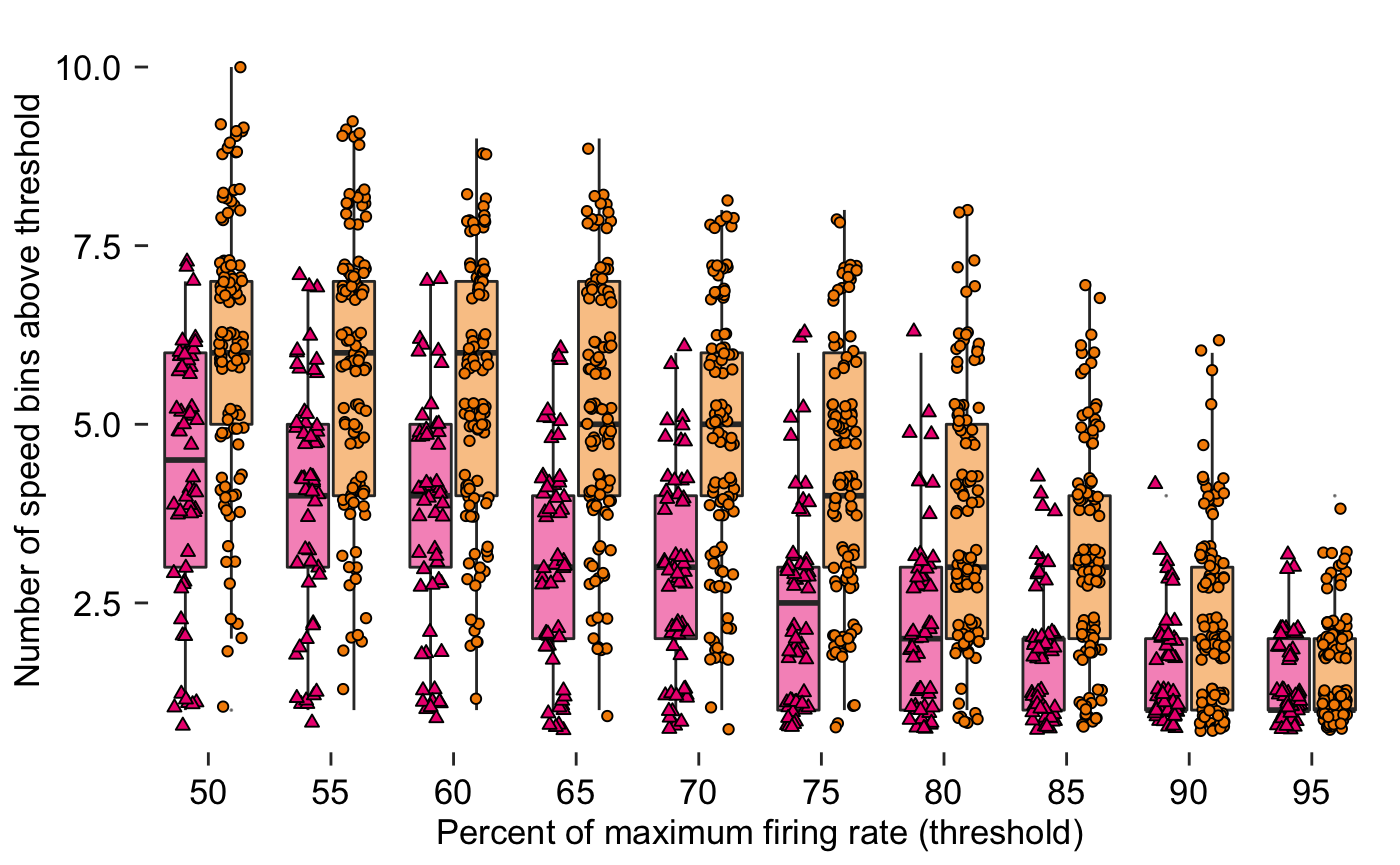 Number of speed bins above threshold
10.0
7.5
5.0
2.5
50 55 60 65 70 75 80 85 90 95
Percent of maximum firing rate (threshold)